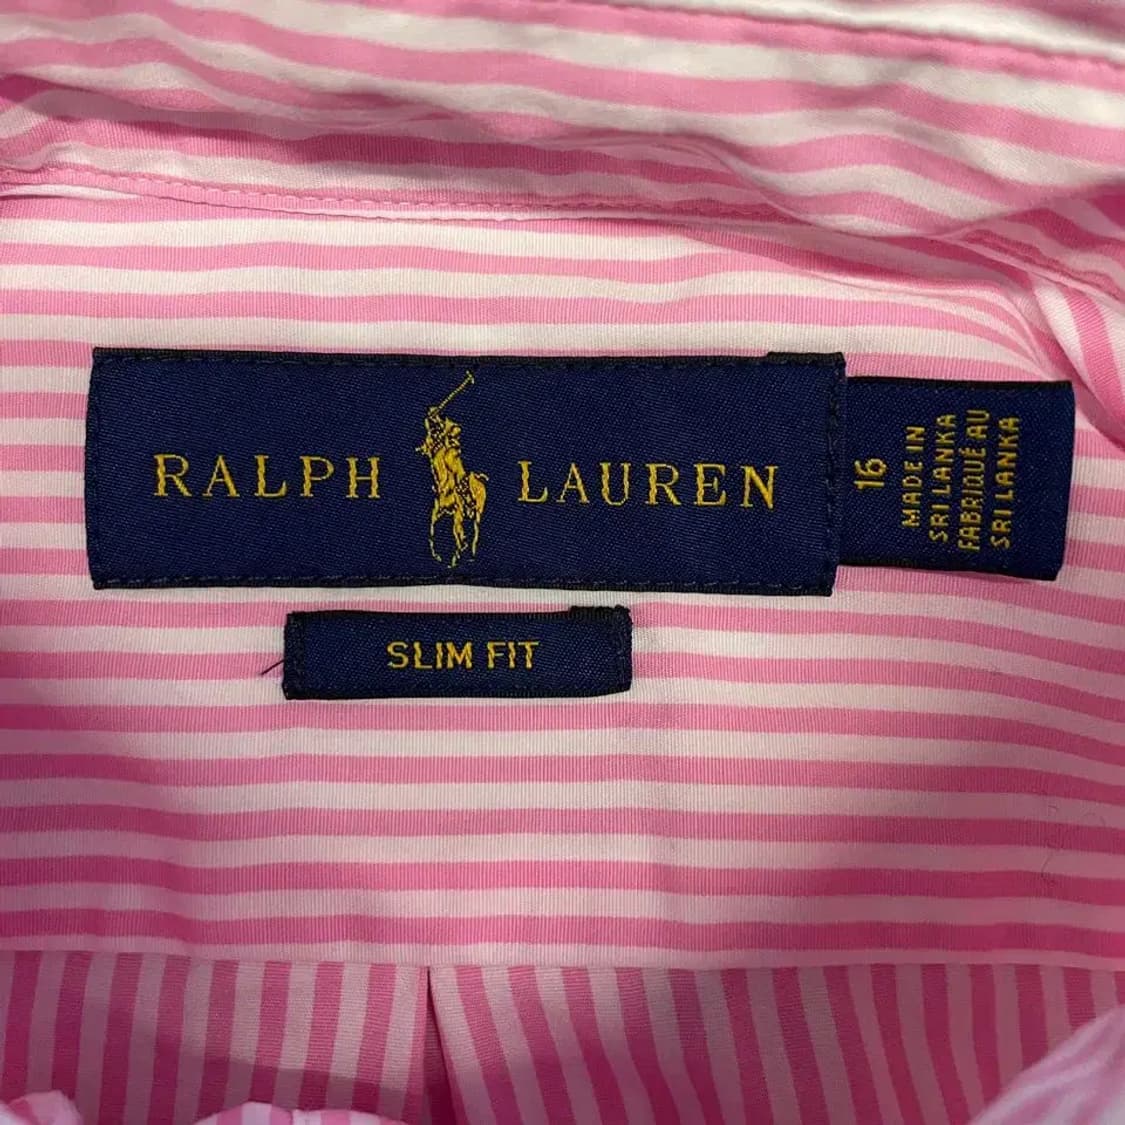 RALPH LAUREN
SLIM FIT
16
MADE IN
SRI LANKA
FABRIQUÉ AU
SRI LANKA